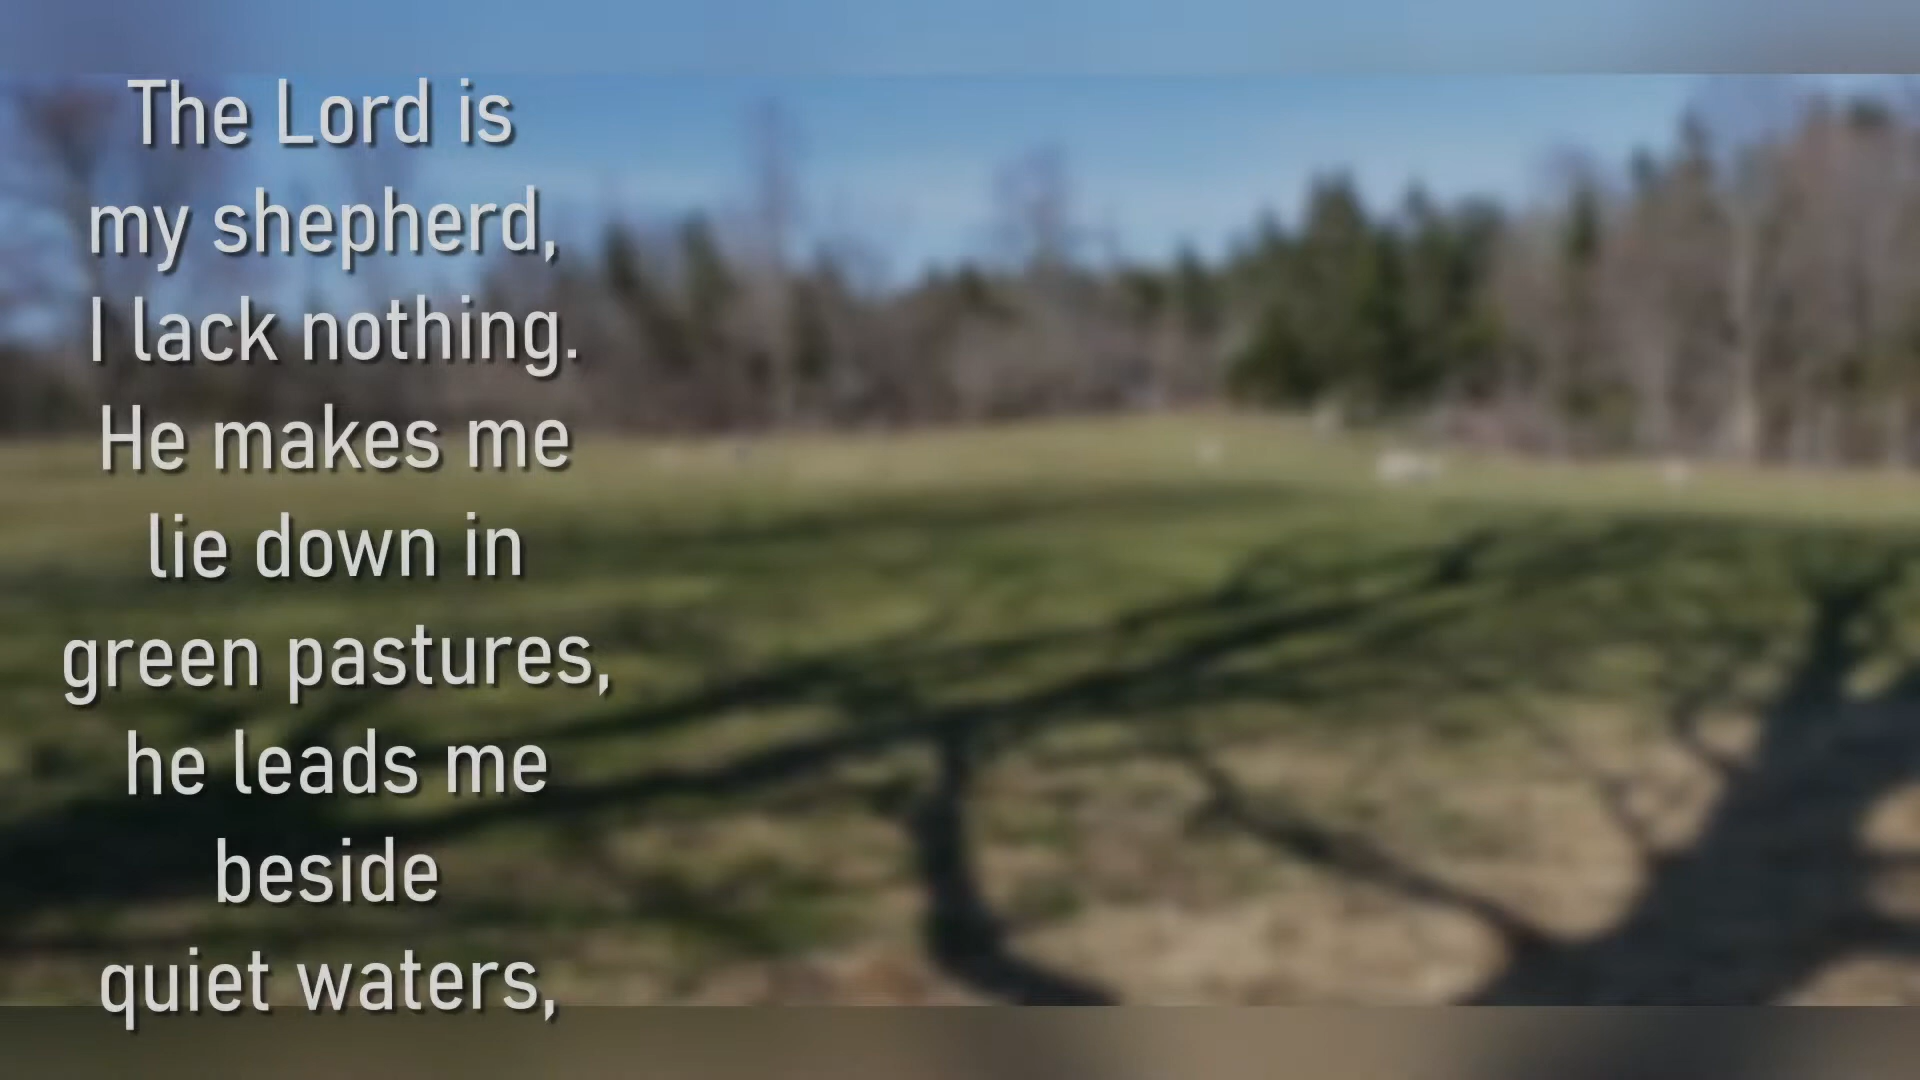 The Lord is
my shepherd,
I lack nothing.
He makes me
lie down in
green pastures,
he leads me
beside
quiet waters,